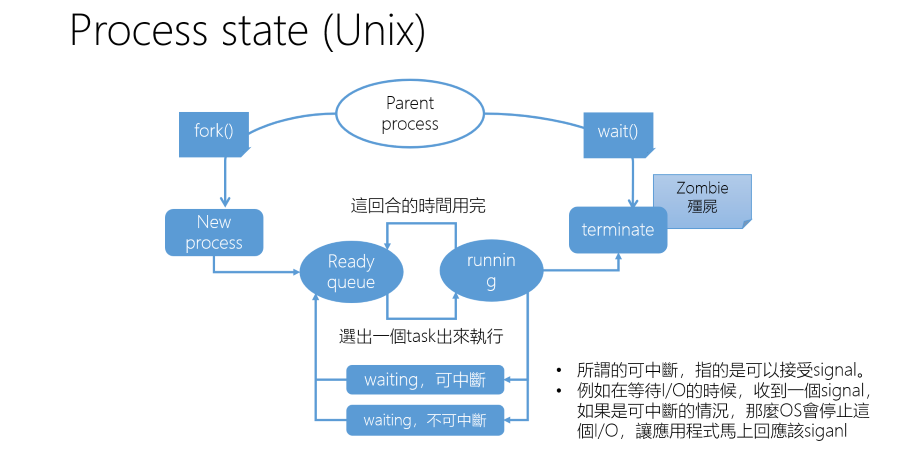 Process state (Unix)
Parent
process
fork()
wait()
Zombie
殭屍
New
process
這回合的時間用完
terminate
Ready
queue
runnin
g
選出一個task出來執行
waiting，可中斷
waiting，不可中斷
• 所謂的可中斷，指的是可以接受signal。
• 例如在等待I/O的時候，收到一個signal，
如果是可中斷的情況，那麼OS會停止這
個I/O，讓應用程式馬上回應該siganl